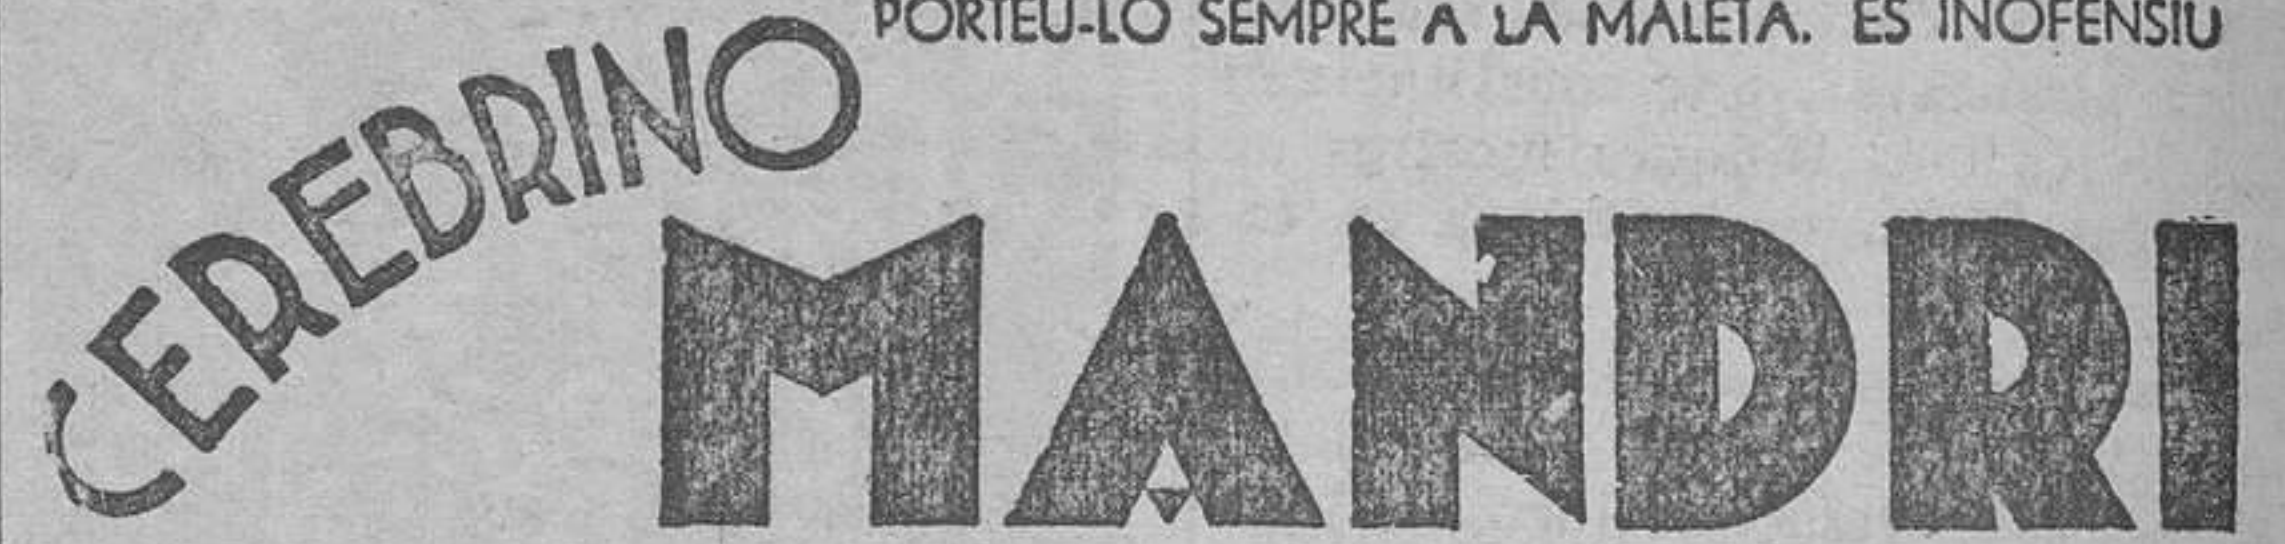 PORTEU-LO SEMPRE A LA MALETA. ES INOFENSIU
CEREBRINO
MANDRI